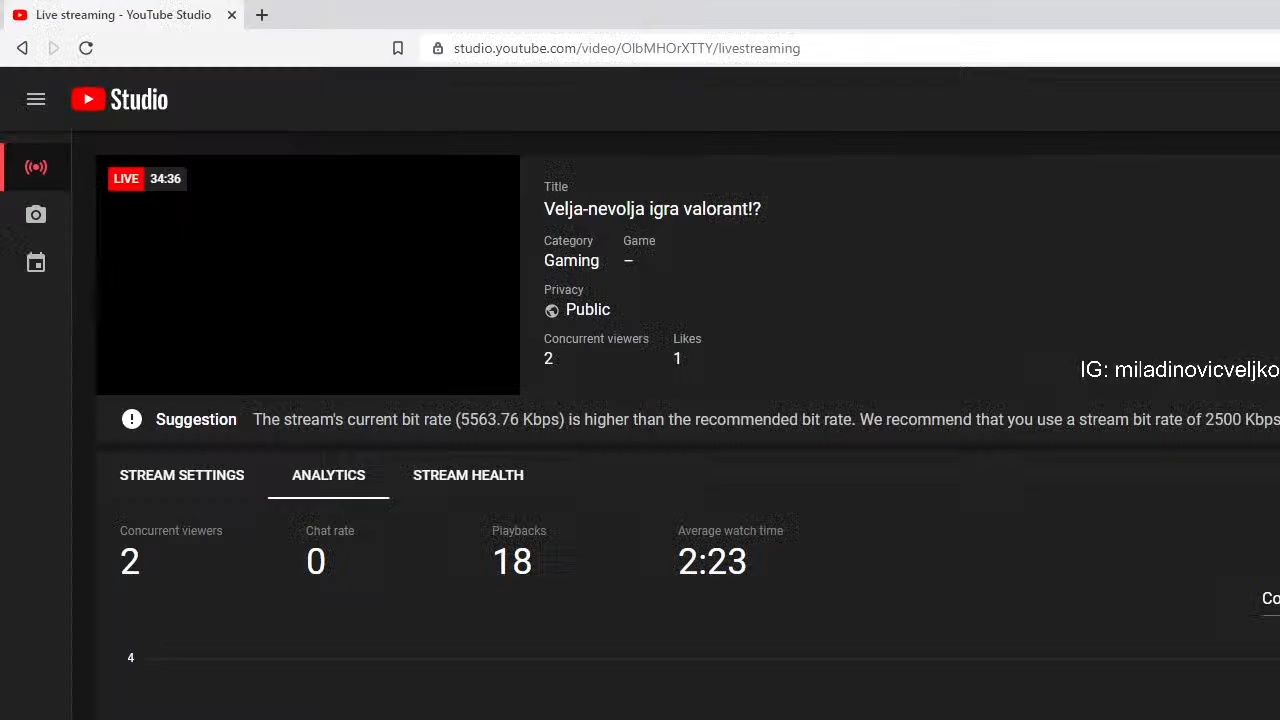 Live streaming - YouTube Studio
studio.youtube.com/video/OIbMHOrXTTY/livestreaming
Studio
LIVE 34:36
Title
Velja-nevolja igra valorant!?
Category Game
Gaming –
Privacy
Public
Concurrent viewers Likes
2 1
IG: miladinovicveljko
Suggestion The stream's current bit rate (5563.76 Kbps) is higher than the recommended bit rate. We recommend that you use a stream bit rate of 2500 Kbps
STREAM SETTINGS ANALYTICS STREAM HEALTH
Concurrent viewers Chat rate Playbacks Average watch time
2 0 18 2:23
Co
4